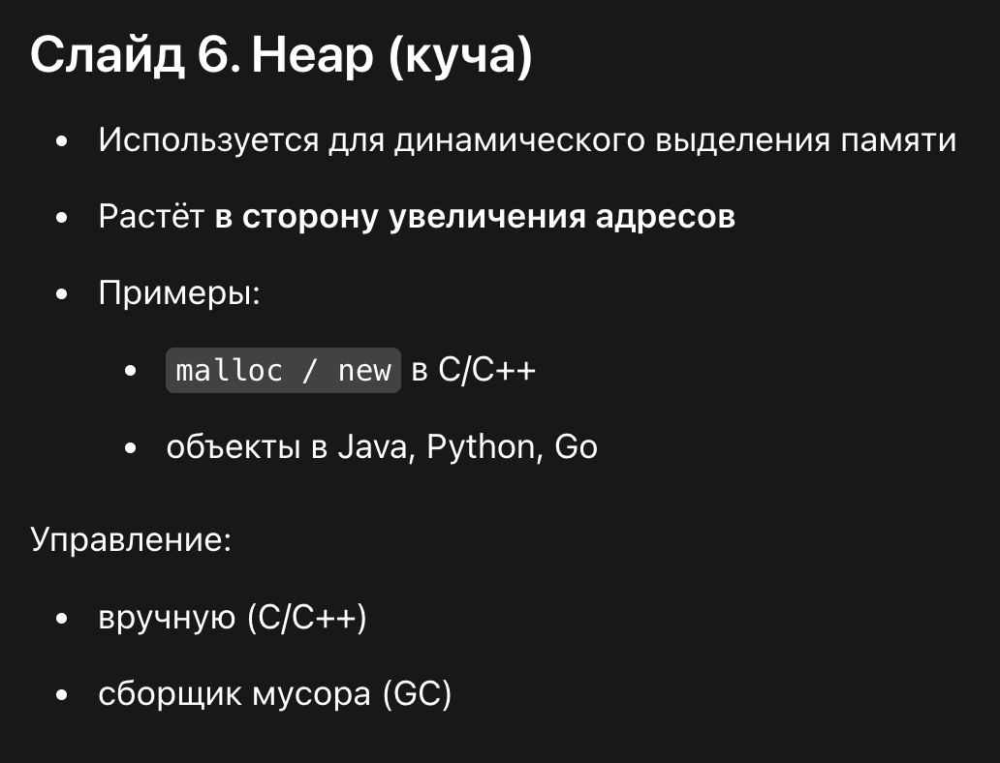 Слайд 6. Heap (куча)
• Используется для динамического выделения памяти
• Растёт в сторону увеличения адресов
• Примеры:
• malloc / new в C/C++
• объекты в Java, Python, Go
Управление:
• вручную (C/C++)
• сборщик мусора (GC)